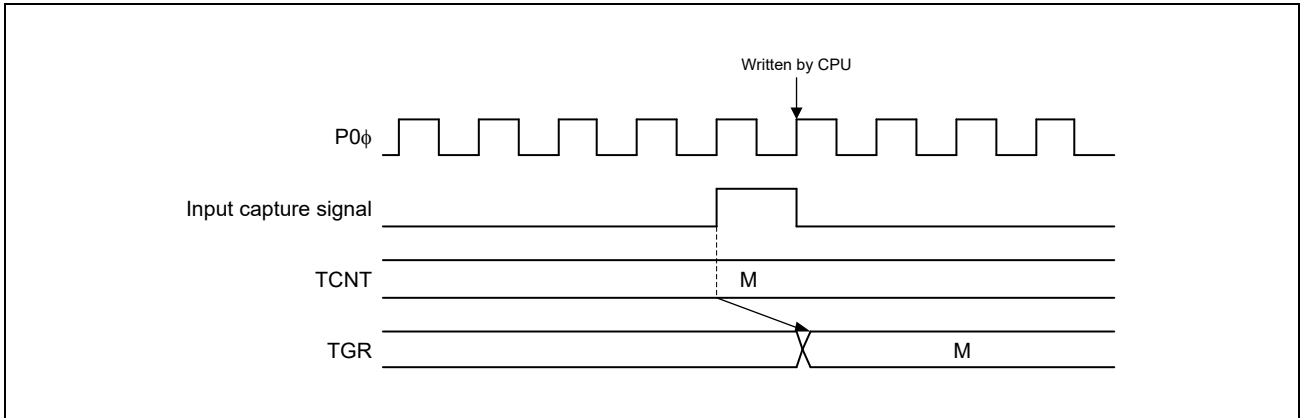 Written by CPU
P0ϕ
Input capture signal
TCNT
M
TGR
M